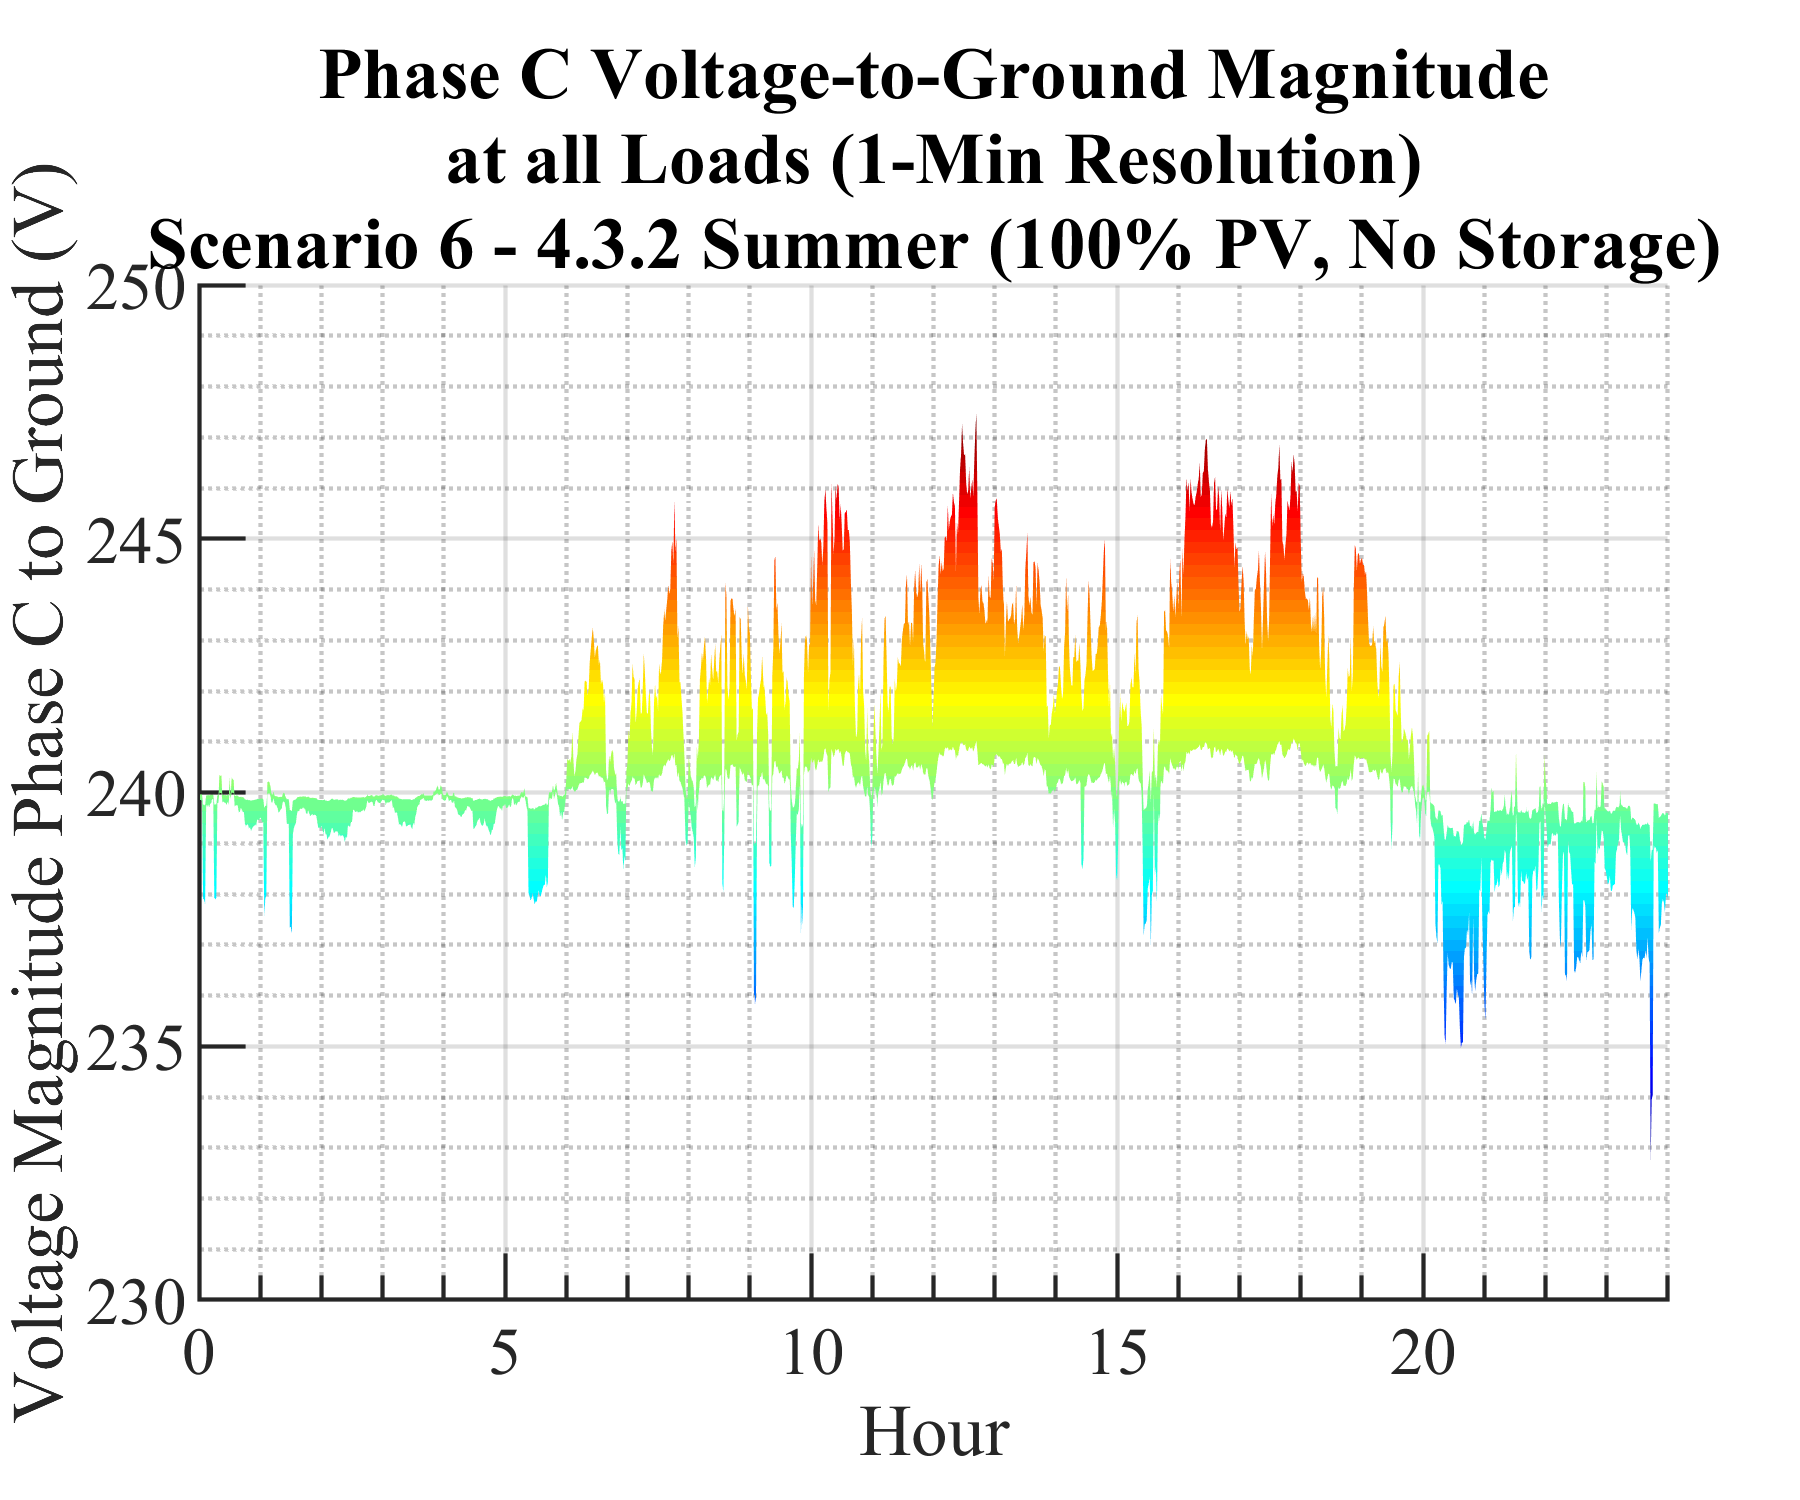 Phase C Voltage-to-Ground Magnitude
at all Loads (1-Min Resolution)
Scenario 6 - 4.3.2 Summer (100% PV, No Storage)
Voltage Magnitude Phase C to Ground (V)
250
245
240
235
230
0 5 10 15 20
Hour